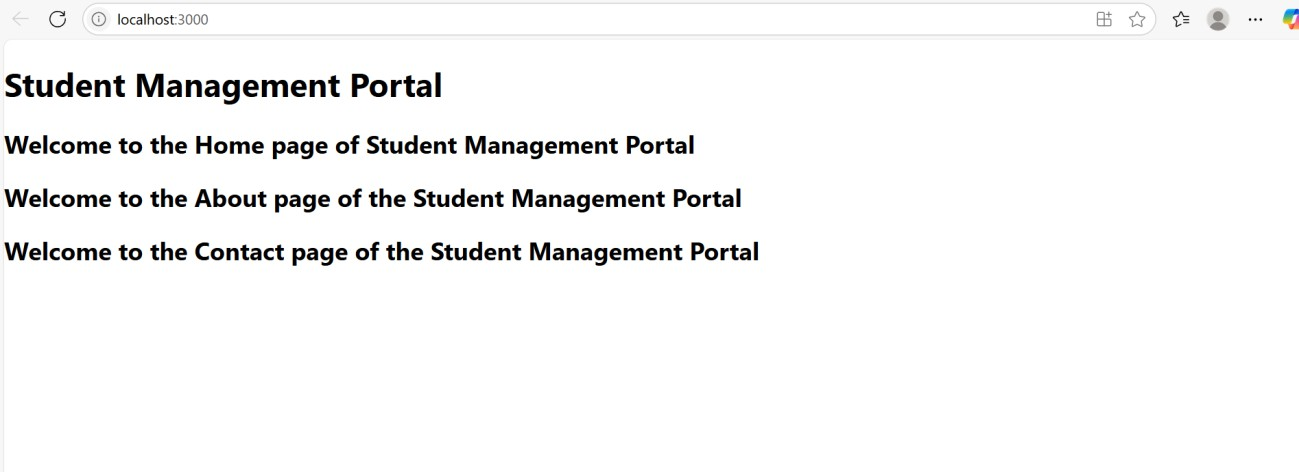 localhost:3000
Student Management Portal
Welcome to the Home page of Student Management Portal
Welcome to the About page of the Student Management Portal
Welcome to the Contact page of the Student Management Portal